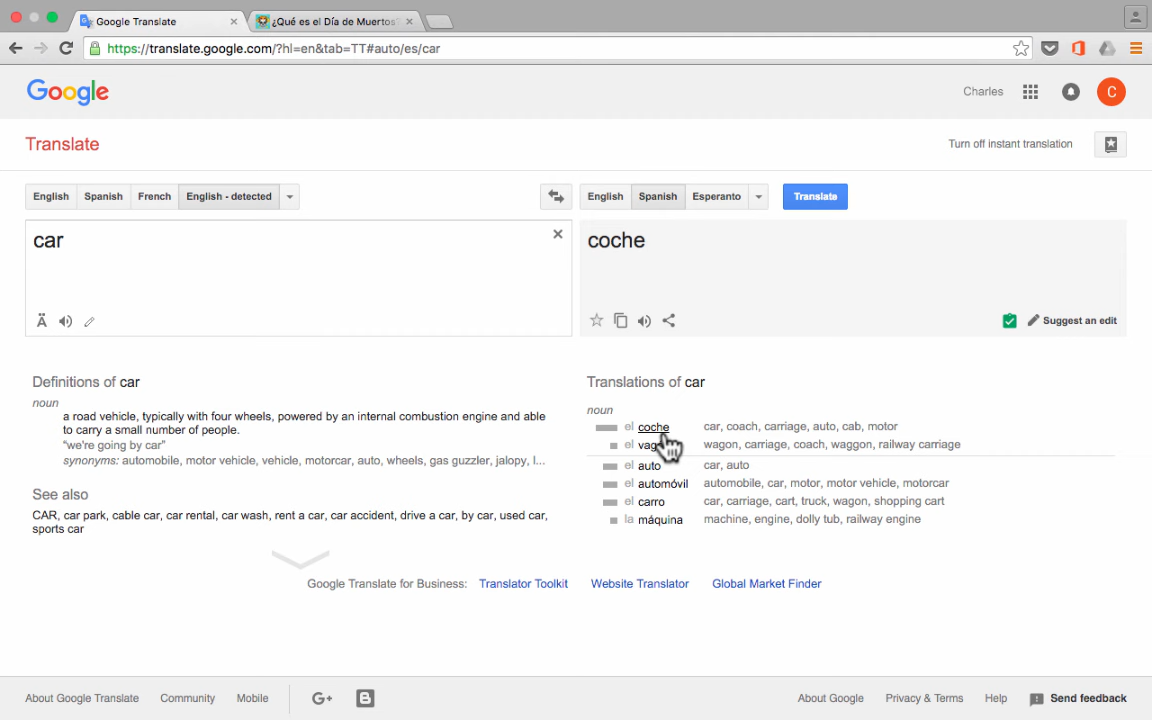 Google Translate
¿Qué es el Día de Muertos?
https://translate.google.com/?hl=en&tab=TT#auto/es/car
Google
Charles
C
Translate
Turn off instant translation
English Spanish French English - detected
English Spanish Esperanto Translate
car
coche
Ä
Suggest an edit
Definitions of car
noun
a road vehicle, typically with four wheels, powered by an internal combustion engine and able
to carry a small number of people.
"we're going by car"
synonyms: automobile, motor vehicle, vehicle, motorcar, auto, wheels, gas guzzler, jalopy, l...
See also
CAR, car park, cable car, car rental, car wash, rent a car, car accident, drive a car, by car, used car,
sports car
Translations of car
noun
el coche car, coach, carriage, auto, cab, motor
el wagon, carriage, coach, waggon, railway carriage
el auto car, auto
el automóvil automobile, car, motor, motor vehicle, motorcar
el carro car, carriage, cart, truck, wagon, shopping cart
la máquina machine, engine, dolly tub, railway engine
Google Translate for Business: Translator Toolkit Website Translator Global Market Finder
About Google Translate Community Mobile G+ B
About Google Privacy & Terms Help Send feedback